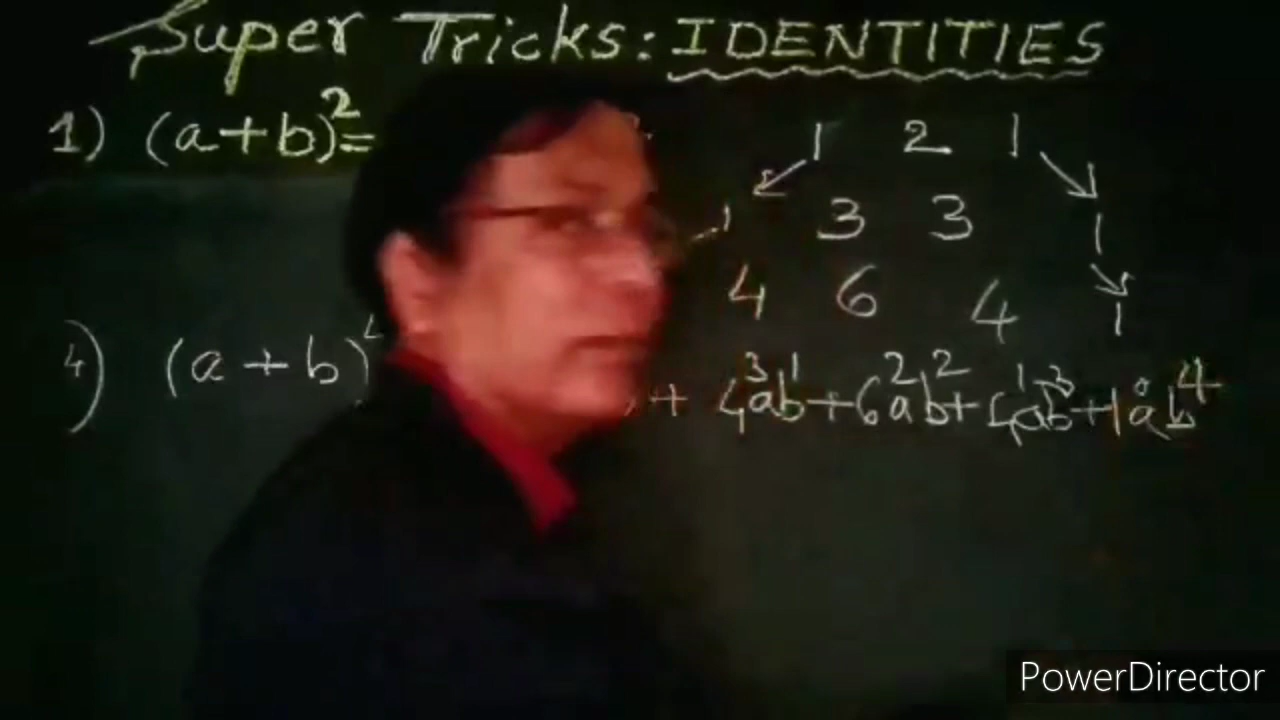 Super Tricks: IDENTITIES
1) (a+b)²= 1 2 1
1 3 3 1
4 6 4 1
4) (a+b)⁴ + 4a³b¹+6a²b²+4a¹b³+1a⁰b⁴
PowerDirector